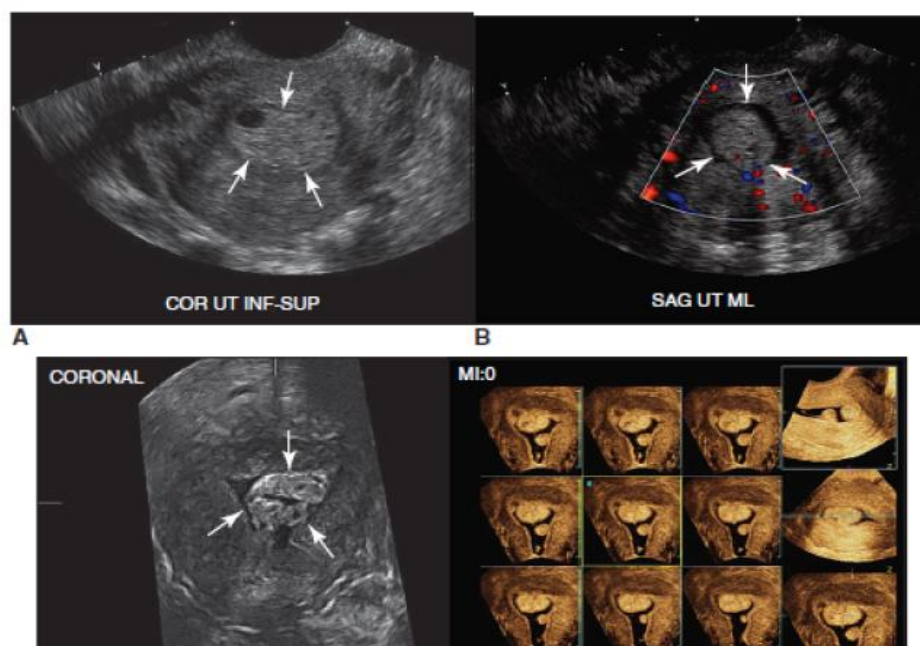 COR UT INF-SUP
SAG UT ML
A
B
CORONAL
MI:0